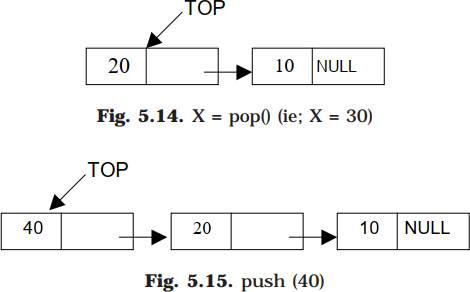 TOP
20 10 NULL
Fig. 5.14. X = pop() (ie; X = 30)
TOP
40 20 10 NULL
Fig. 5.15. push (40)